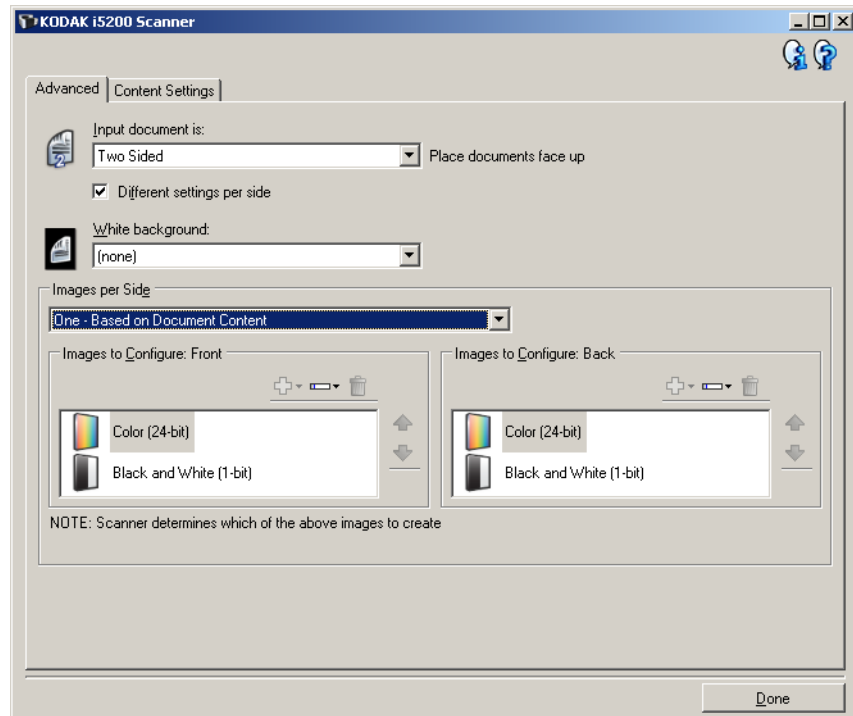 KODAK i5200 Scanner
Advanced
Content Settings
Input document is:
Two Sided
Place documents face up
Different settings per side
White background:
(none)
Images per Side
One - Based on Document Content
Images to Configure: Front
Images to Configure: Back
Color (24-bit)
Color (24-bit)
Black and White (1-bit)
Black and White (1-bit)
NOTE: Scanner determines which of the above images to create
Done